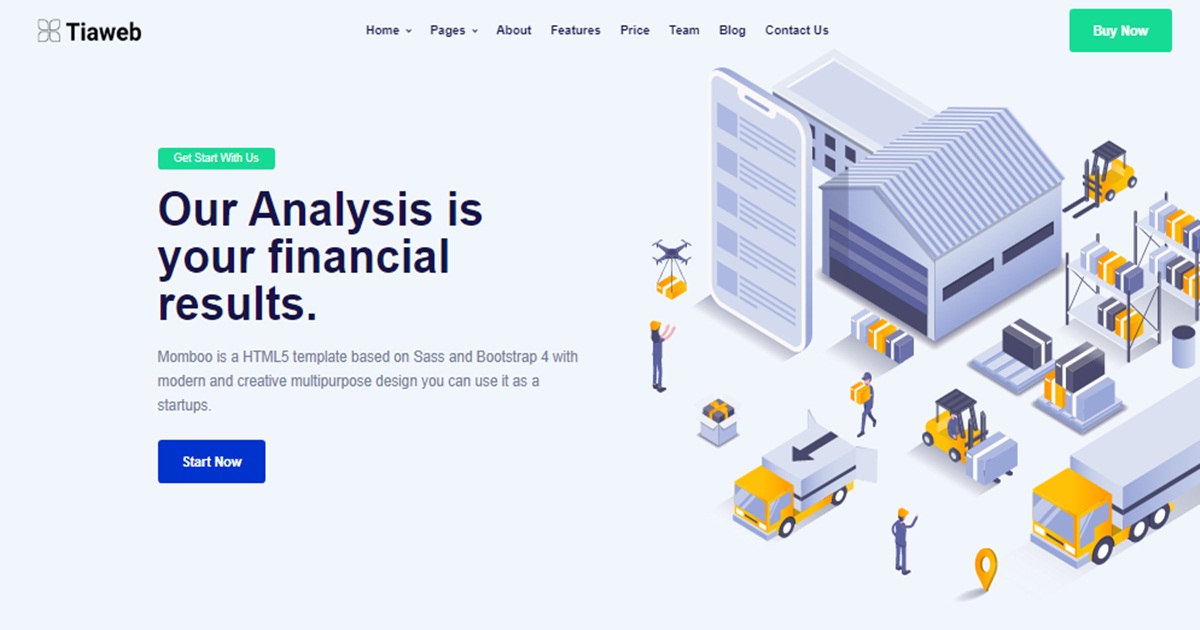 Tiaweb
Home Pages About Features Price Team Blog Contact Us
Buy Now
Get Start With Us
Our Analysis is
your financial
results.
Momboo is a HTML5 template based on Sass and Bootstrap 4 with
modern and creative multipurpose design you can use it as a
startups.
Start Now